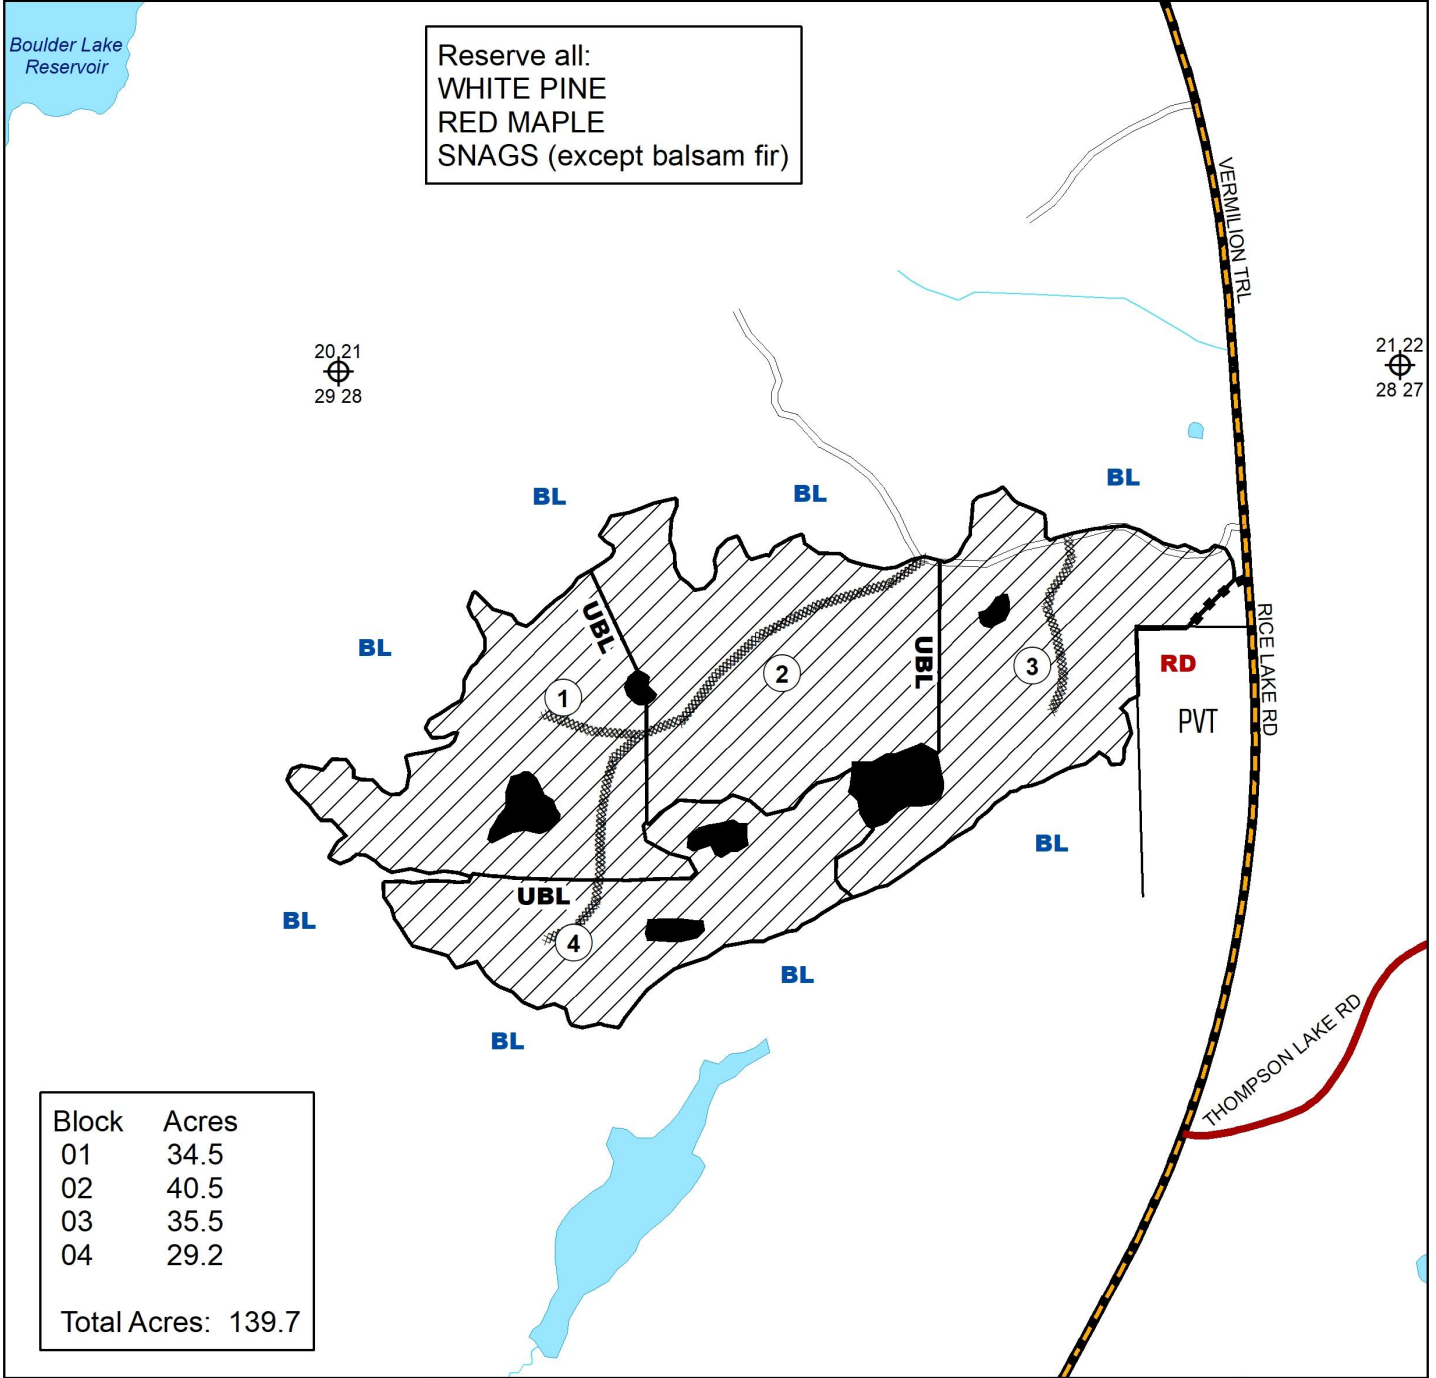 Boulder Lake
Reservoir
Reserve all:
WHITE PINE
RED MAPLE
SNAGS (except balsam fir)
VERMILION TRL
20 21
29 28
21 22
28 27
BL
BL
BL
UBL
BL
UBL
RICE LAKE RD
RD
1
2
3
PVT
BL
UBL
BL
4
BL
BL
THOMPSON LAKE RD
Block Acres
01 34.5
02 40.5
03 35.5
04 29.2
Total Acres: 139.7